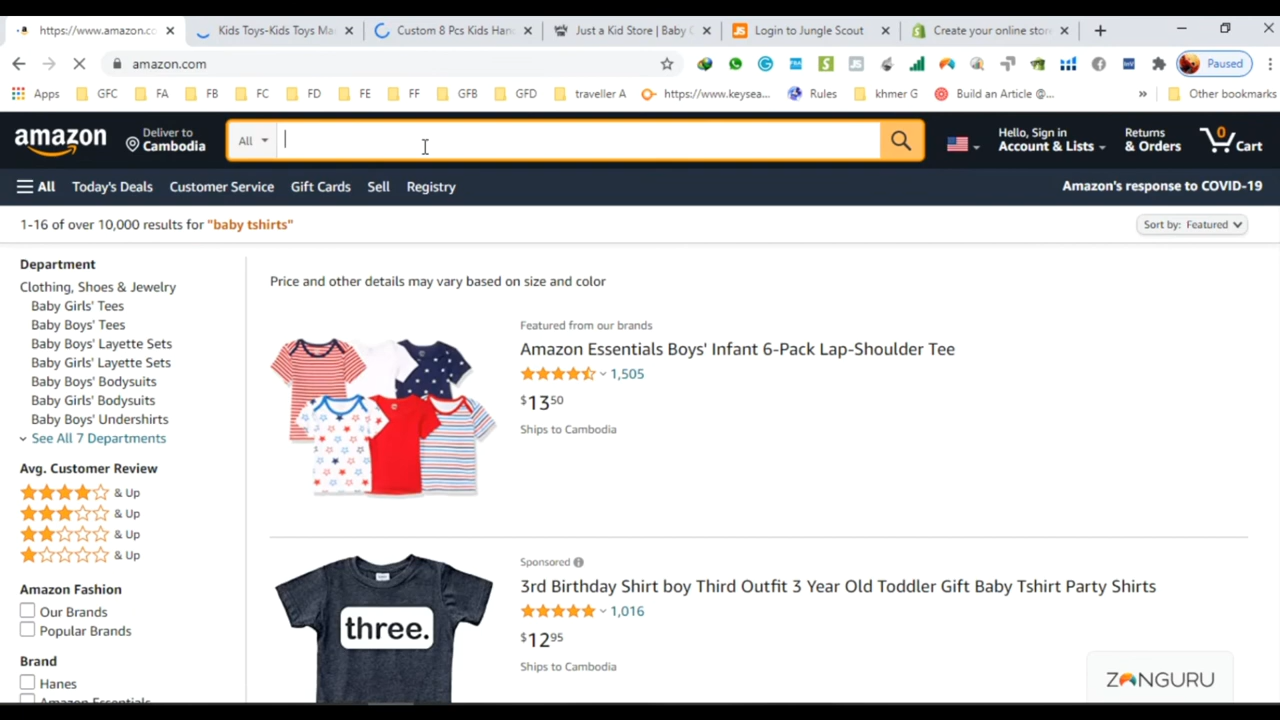 https://www.amazon.cc
Kids Toys-Kids Toys Ma
Custom 8 Pcs Kids Han
Just a Kid Store | Baby C
Login to Jungle Scout
Create your online stor
amazon.com
Paused
Apps
GFC
FA
FB
FC
FD
FE
FF
GFB
GFD
traveller A
https://www.keysea...
Rules
khmer G
Build an Article @...
Other bookmarks
amazon
Deliver to
Cambodia
All
Hello, Sign in
Account & Lists
Returns
& Orders
0
Cart
All
Today's Deals
Customer Service
Gift Cards
Sell
Registry
Amazon's response to COVID-19
1-16 of over 10,000 results for "baby tshirts"
Sort by: Featured
Department
Clothing, Shoes & Jewelry
Baby Girls' Tees
Baby Boys' Tees
Baby Boys' Layette Sets
Baby Girls' Layette Sets
Baby Boys' Bodysuits
Baby Girls' Bodysuits
Baby Boys' Undershirts
See All 7 Departments
Avg. Customer Review
& Up
& Up
& Up
& Up
Amazon Fashion
Our Brands
Popular Brands
Brand
Hanes
Amazon Essentials
Price and other details may vary based on size and color
Featured from our brands
Amazon Essentials Boys' Infant 6-Pack Lap-Shoulder Tee
1,505
$13 50
Ships to Cambodia
Sponsored
3rd Birthday Shirt boy Third Outfit 3 Year Old Toddler Gift Baby Tshirt Party Shirts
1,016
$12 95
Ships to Cambodia
three.
ZONGURU